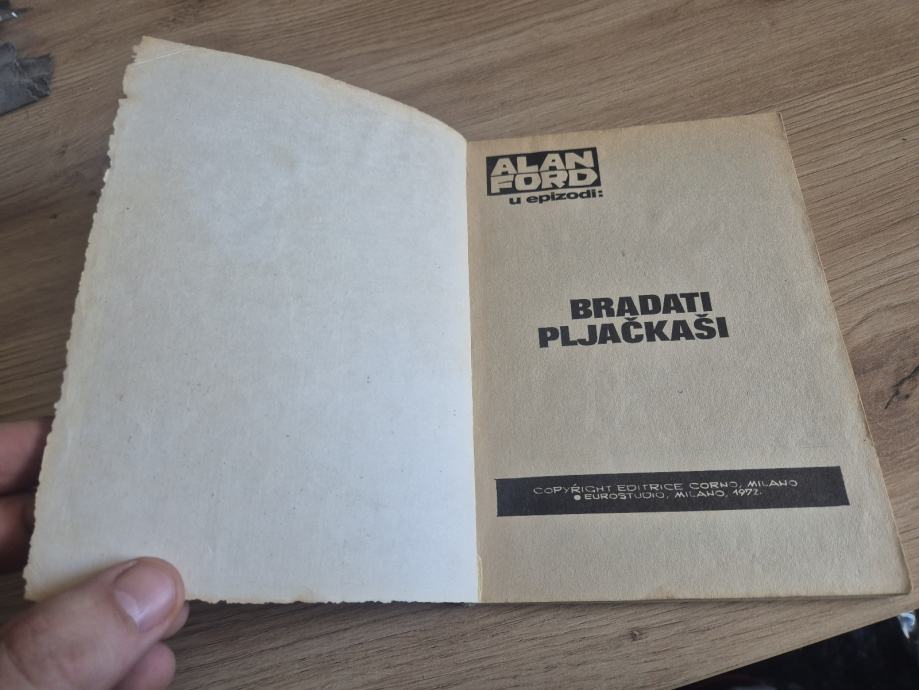 ALAN
FORD
u epizodi:
BRADATI
PLJAČKAŠI
COPYRIGHT EDITRICE CORNO, MILANO
EUROSTUDIO, MILANO, 1972.